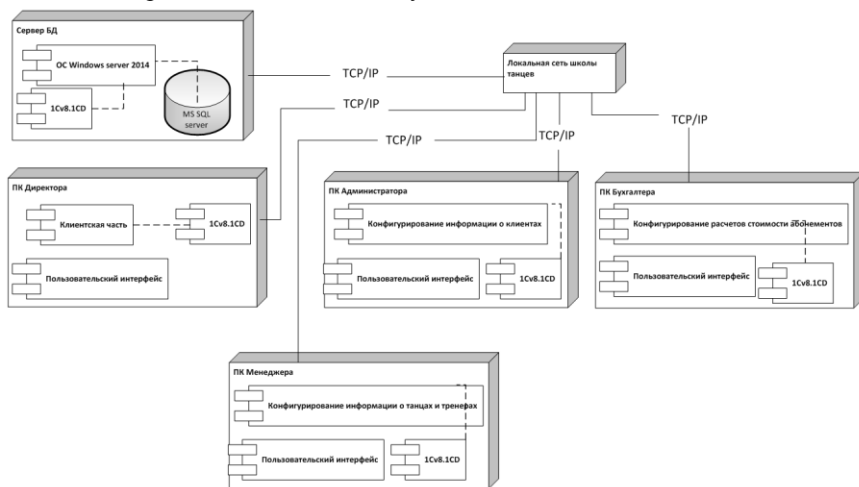 Сервер БД
ОС Windows server 2014
1Cv8.1CD
MS SQL
server
TCP/IP
Локальная сеть школы
танцев
TCP/IP
TCP/IP
TCP/IP
TCP/IP
ПК Директора
Клиентская часть
1Cv8.1CD
Пользовательский интерфейс
ПК Администратора
Конфигурирование информации о клиентах
Пользовательский интерфейс
1Cv8.1CD
ПК Бухгалтера
Конфигурирование расчетов стоимости абонементов
Пользовательский интерфейс
1Cv8.1CD
ПК Менеджера
Конфигурирование информации о танцах и тренерах
Пользовательский интерфейс
1Cv8.1CD